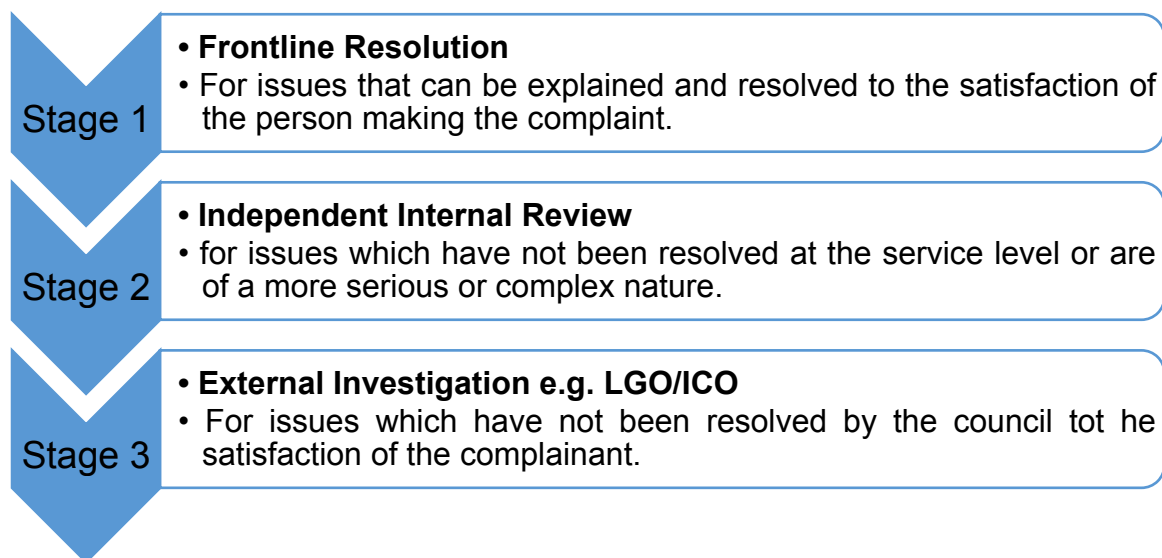 Stage 1
• Frontline Resolution
• For issues that can be explained and resolved to the satisfaction of
the person making the complaint.
Stage 2
• Independent Internal Review
• for issues which have not been resolved at the service level or are
of a more serious or complex nature.
Stage 3
• External Investigation e.g. LGO/ICO
• For issues which have not been resolved by the council tot he
satisfaction of the complainant.